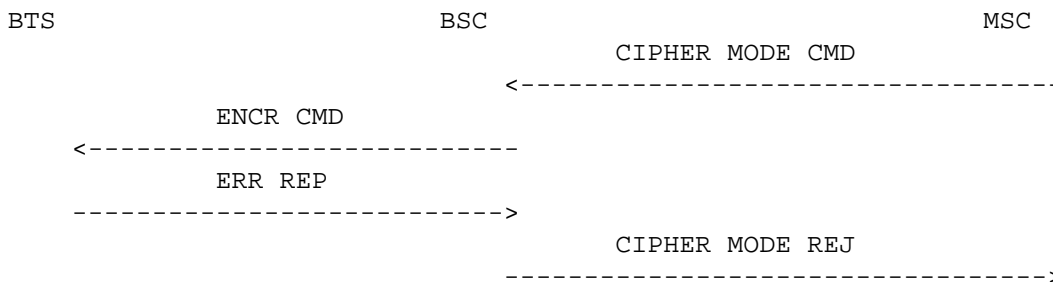 BTS BSC MSC
CIPHER MODE CMD
<----------------------------------
ENCR CMD
<---------------------------
ERR REP
--------------------------->
CIPHER MODE REJ
---------------------------------->